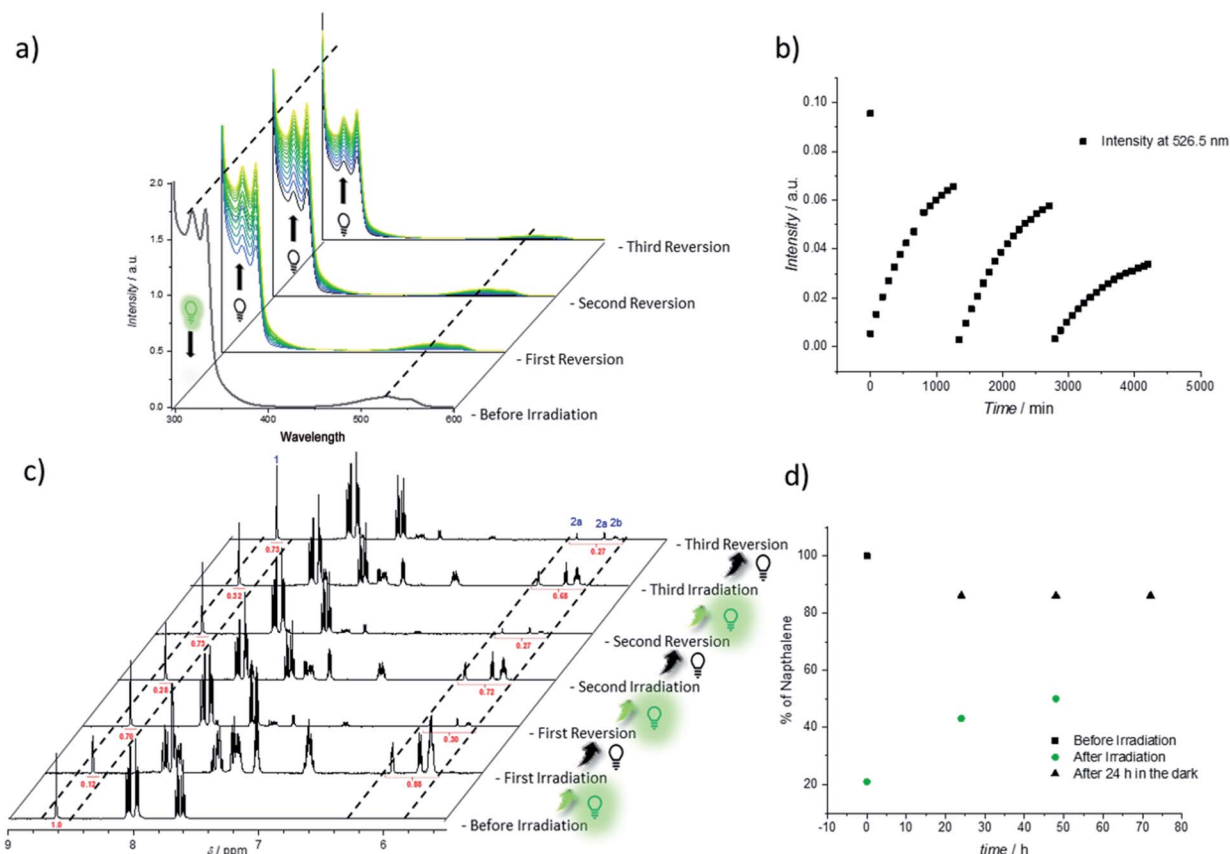 a)
2.0
1.5
1.0
0.5
0.0
Intensity / a.u.
300
400
500
600
Wavelength
- Third Reversion
- Second Reversion
- First Reversion
- Before Irradiation
b)
0.10
0.08
0.06
0.04
0.02
0.00
Intensity / a.u.
Intensity at 526.5 nm
0
1000
2000
3000
4000
5000
Time / min
c)
1
2a
2a
2b
0.73
0.27
- Third Reversion
0.32
0.68
- Third Irradiation
0.27
- Second Reversion
0.28
0.72
- Second Irradiation
0.70
0.30
- First Reversion
0.12
0.88
- First Irradiation
1.0
- Before Irradiation
9
8
7
6
δ / ppm
d)
100
80
60
40
20
% of Napthalene
Before Irradiation
After Irradiation
After 24 h in the dark
-10
0
10
20
30
40
50
60
70
80
time / h